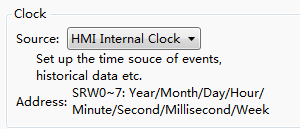 Clock
Source: HMI Internal Clock
Set up the time souce of events,
historical data etc.
Address: SRW0~7: Year/Month/Day/Hour/
Minute/Second/Millisecond/Week